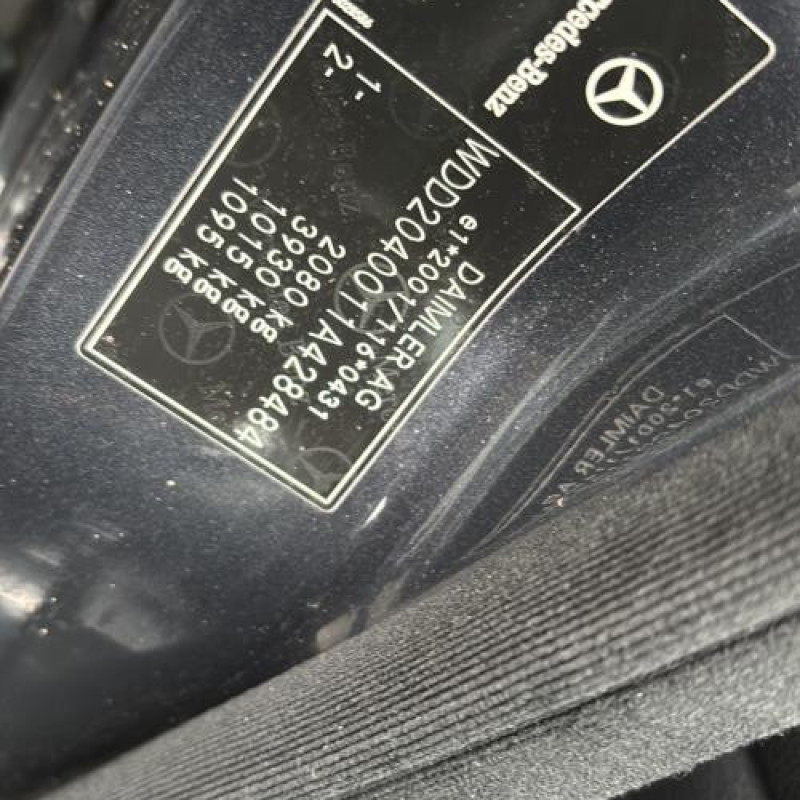 Mercedes-Benz
DAIMLER AG
e1*2001/116*0431
WDD2040011A428484
2080 kg
3930 kg
1- 1015 kg
2- 1095 kg